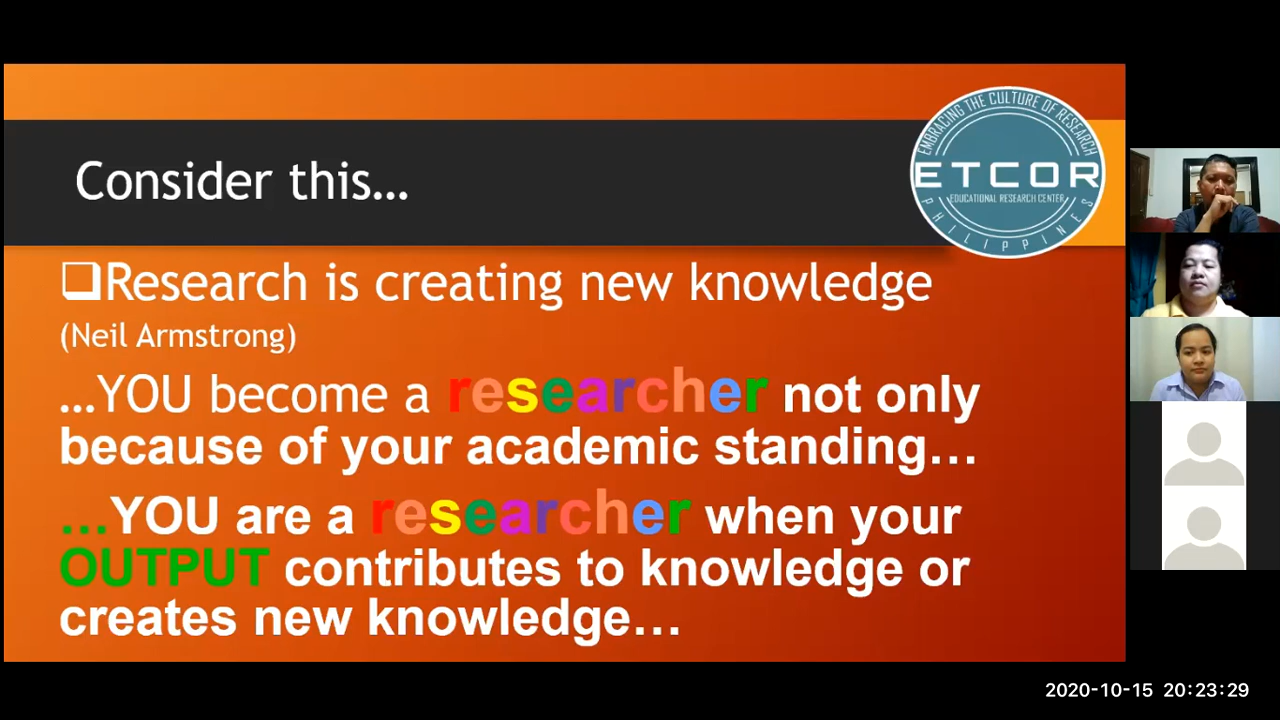 Consider this…
EMBRACING THE CULTURE OF RESEARCH
ETCOR
EDUCATIONAL RESEARCH CENTER
PHILIPPINES
❑Research is creating new knowledge
(Neil Armstrong)
…YOU become a researcher not only
because of your academic standing…
…YOU are a researcher when your
OUTPUT contributes to knowledge or
creates new knowledge…
2020-10-15 20:23:29